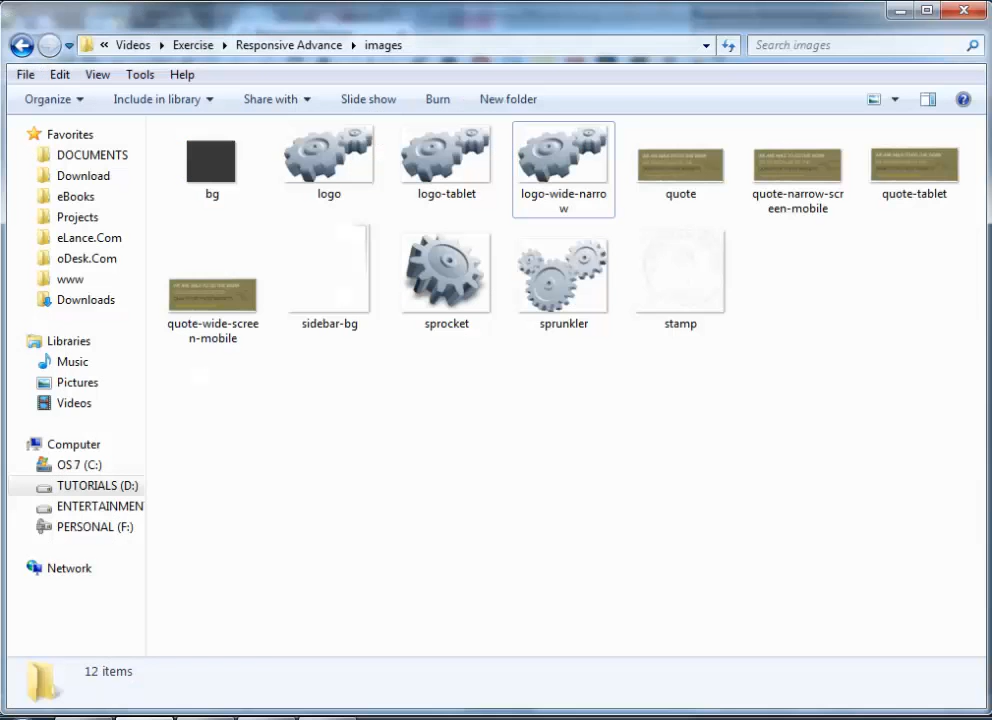 « Videos Exercise Responsive Advance images
Search images
File Edit View Tools Help
Organize Include in library Share with Slide show Burn New folder
Favorites
DOCUMENTS
Download
eBooks
Projects
eLance.Com
oDesk.Com
www
Downloads
Libraries
Music
Pictures
Videos
Computer
OS 7 (C:)
TUTORIALS (D:)
ENTERTAINMEN
PERSONAL (F:)
Network
bg
logo
logo-tablet
logo-wide-narro
w
quote
quote-narrow-scr
een-mobile
quote-tablet
quote-wide-scree
n-mobile
sidebar-bg
sprocket
sprunkler
stamp
12 items